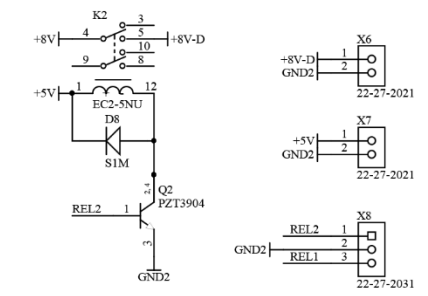 K2
3
+8V 4 5 +8V-D
10
9 8
+5V 1 12
EC2-5NU
D8
S1M
2, 4
Q2
PZT3904
REL2 1
3
GND2
X6
+8V-D 1
GND2 2
22-27-2021
X7
+5V 1
GND2 2
22-27-2021
X8
REL2 1
GND2 2
REL1 3
22-27-2031